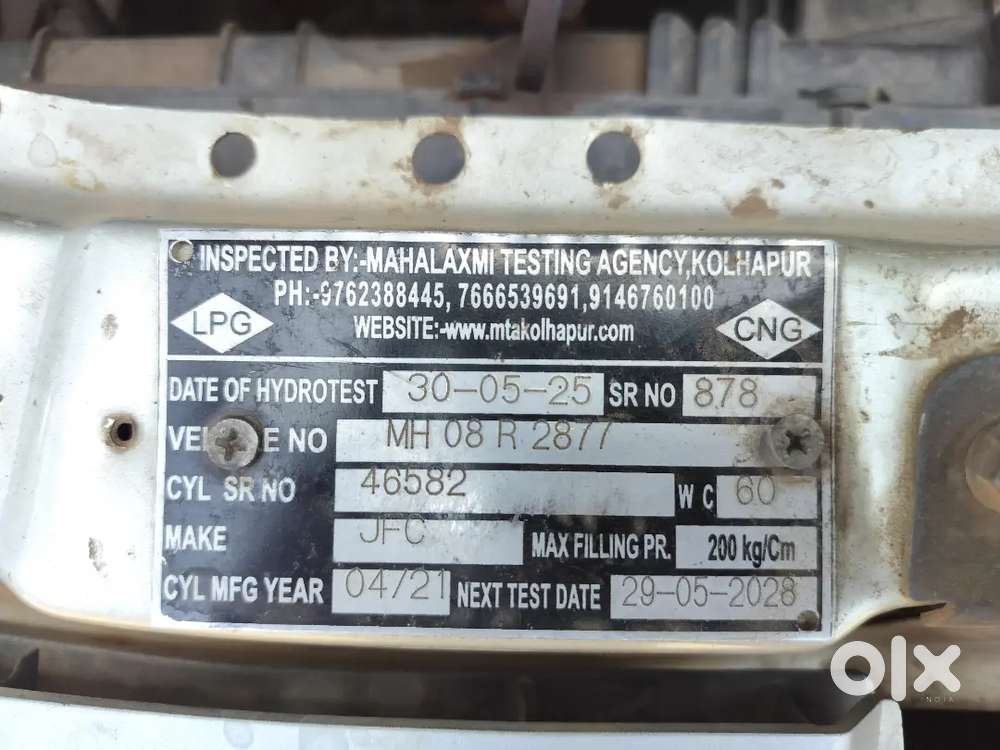 INSPECTED BY:-MAHALAXMI TESTING AGENCY,KOLHAPUR
PH:-9762388445, 7666539691,9146760100
LPG WEBSITE:-www.mtakolhapur.com CNG
DATE OF HYDROTEST 30-05-25 SR NO 878
E NO MH 08 R 2877
CYL SR NO 46582 W C 60
MAKE JFC MAX FILLING PR. 200 kg/Cm
CYL MFG YEAR 04/21 NEXT TEST DATE 29-05-2028
olx
INDIA